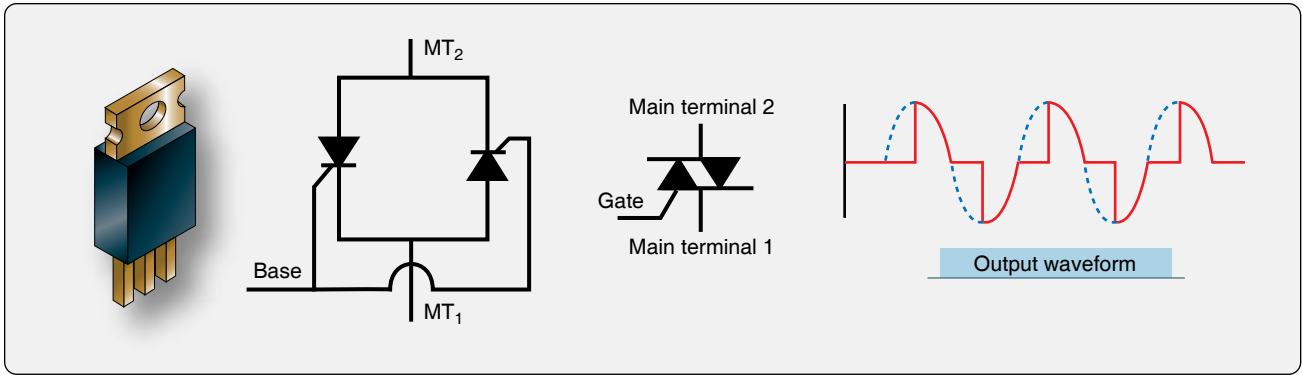 MT₂
Base
MT₁
Main terminal 2
Gate
Main terminal 1
Output waveform